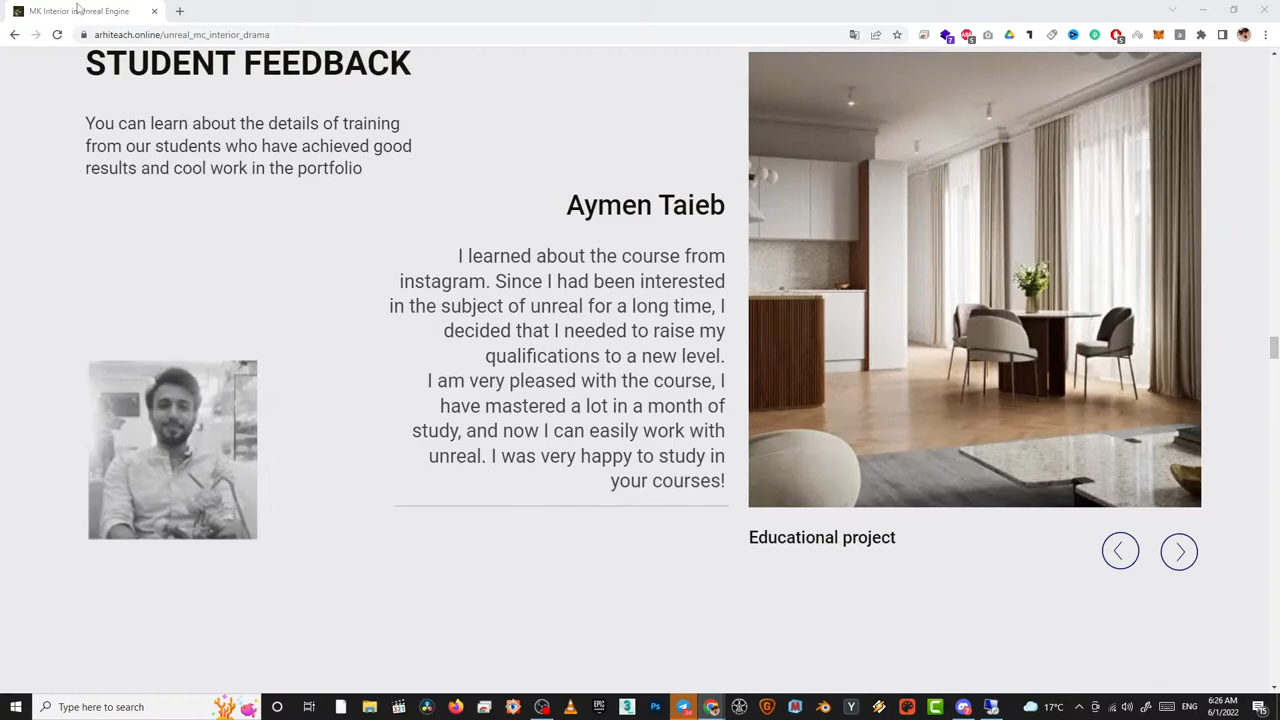 MK Interior in Unreal Engine
arhiteach.online/unreal_mc_interior_drama
STUDENT FEEDBACK
You can learn about the details of training
from our students who have achieved good
results and cool work in the portfolio
Aymen Taieb
I learned about the course from
instagram. Since I had been interested
in the subject of unreal for a long time, I
decided that I needed to raise my
qualifications to a new level.
I am very pleased with the course, I
have mastered a lot in a month of
study, and now I can easily work with
unreal. I was very happy to study in
your courses!
Educational project
Type here to search
17°C
ENG
6:26 AM
6/1/2022